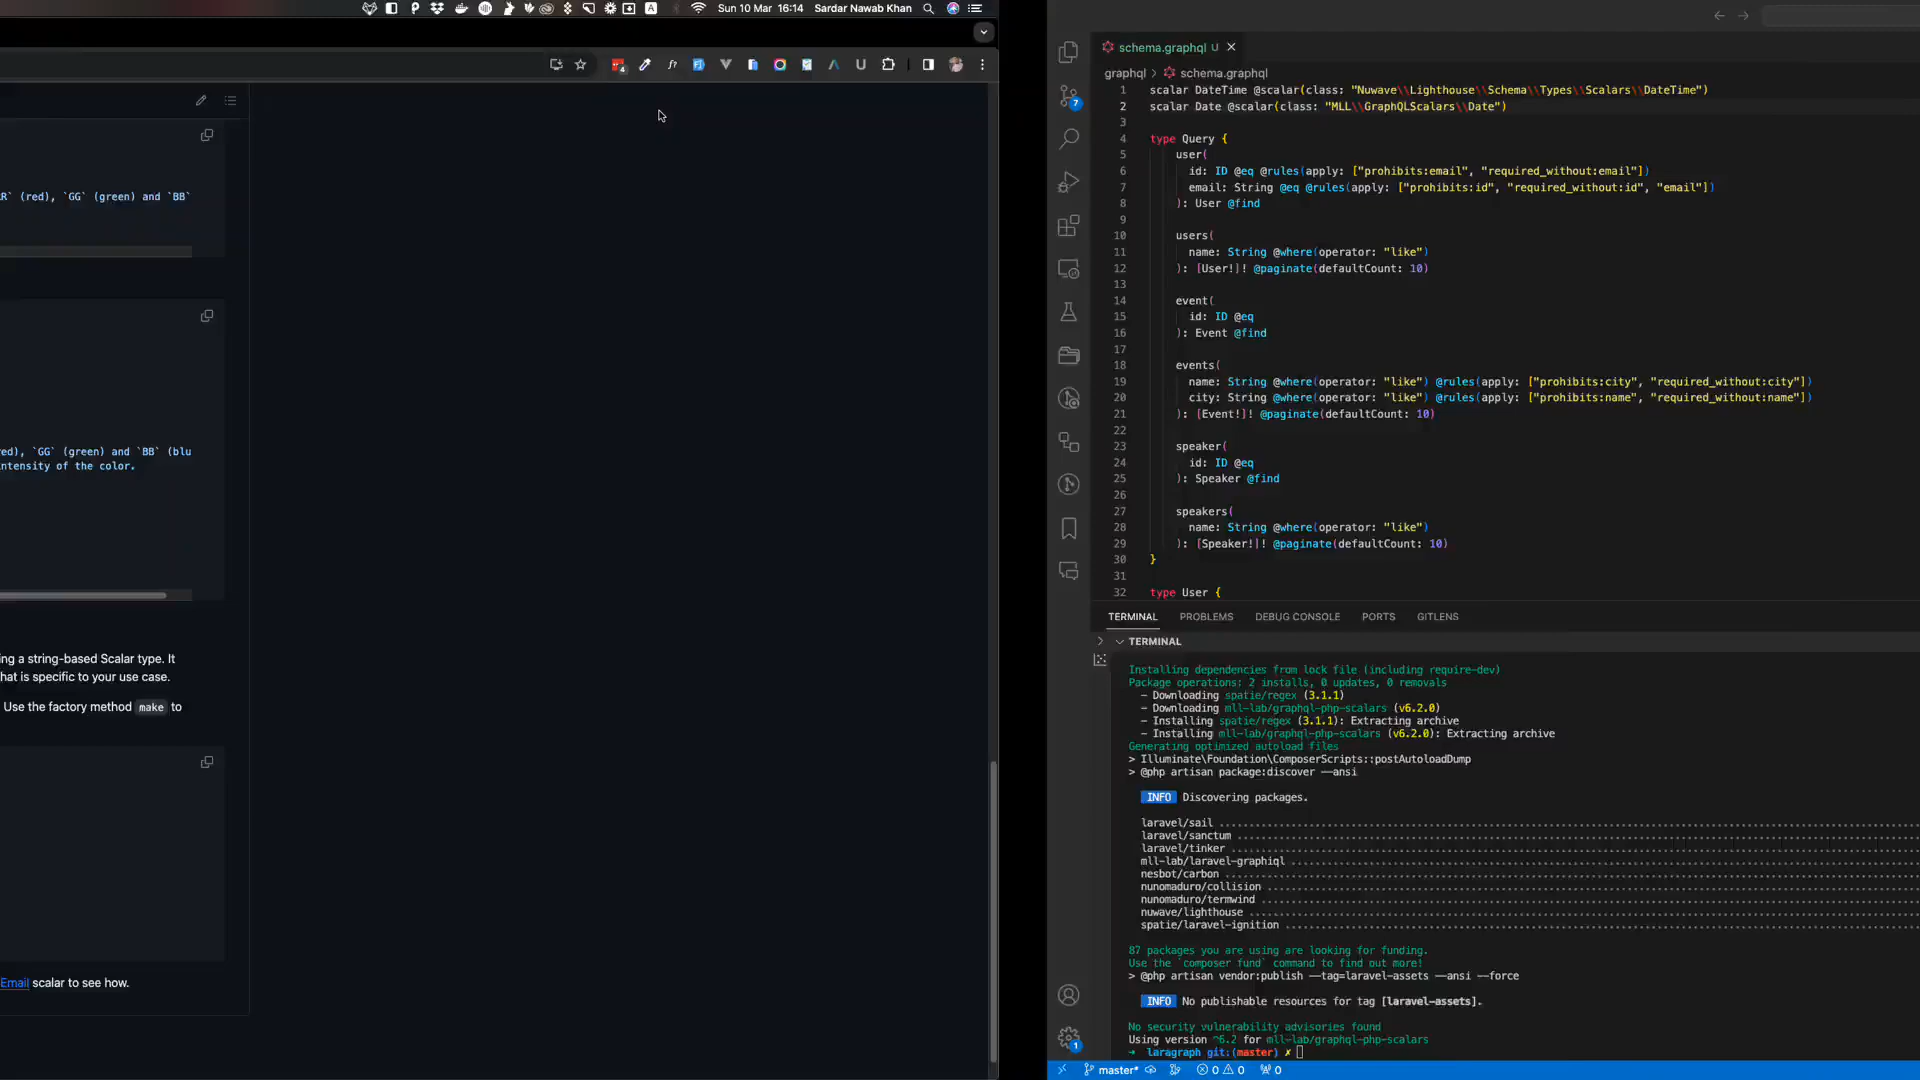 Sun 10 Mar 16:14 Sardar Nawab Khan
R` (red), `GG` (green) and `BB`
ed), `GG` (green) and `BB` (blu
ntensity of the color.
ing a string-based Scalar type. It
hat is specific to your use case.
Use the factory method make to
Email scalar to see how.
schema.graphql U
graphql > schema.graphql
1 scalar DateTime @scalar(class: "Nuwave\\Lighthouse\\Schema\\Types\\Scalars\\DateTime")
2 scalar Date @scalar(class: "MLL\\GraphQLScalars\\Date")
3
4 type Query {
5 user(
6 id: ID @eq @rules(apply: ["prohibits:email", "required_without:email"])
7 email: String @eq @rules(apply: ["prohibits:id", "required_without:id", "email"])
8 ): User @find
9
10 users(
11 name: String @where(operator: "like")
12 ): [User!]! @paginate(defaultCount: 10)
13
14 event(
15 id: ID @eq
16 ): Event @find
17
18 events(
19 name: String @where(operator: "like") @rules(apply: ["prohibits:city", "required_without:city"])
20 city: String @where(operator: "like") @rules(apply: ["prohibits:name", "required_without:name"])
21 ): [Event!]! @paginate(defaultCount: 10)
22
23 speaker(
24 id: ID @eq
25 ): Speaker @find
26
27 speakers(
28 name: String @where(operator: "like")
29 ): [Speaker!]! @paginate(defaultCount: 10)
30 }
31
32 type User {
TERMINAL PROBLEMS DEBUG CONSOLE PORTS GITLENS
TERMINAL
Installing dependencies from lock file (including require-dev)
Package operations: 2 installs, 0 updates, 0 removals
- Downloading spatie/regex (3.1.1)
- Downloading mll-lab/graphql-php-scalars (v6.2.0)
- Installing spatie/regex (3.1.1): Extracting archive
- Installing mll-lab/graphql-php-scalars (v6.2.0): Extracting archive
Generating optimized autoload files
> Illuminate\Foundation\ComposerScripts::postAutoloadDump
> @php artisan package:discover --ansi
INFO Discovering packages.
laravel/sail
laravel/sanctum
laravel/tinker
mll-lab/laravel-graphiql
nesbot/carbon
nunomaduro/collision
nunomaduro/termwind
nuwave/lighthouse
spatie/laravel-ignition
87 packages you are using are looking for funding.
Use the `composer fund` command to find out more!
> @php artisan vendor:publish --tag=laravel-assets --ansi --force
INFO No publishable resources for tag [laravel-assets].
No security vulnerability advisories found
Using version ^6.2 for mll-lab/graphql-php-scalars
→ laragraph git:(master) ✗
master* 0 0 0